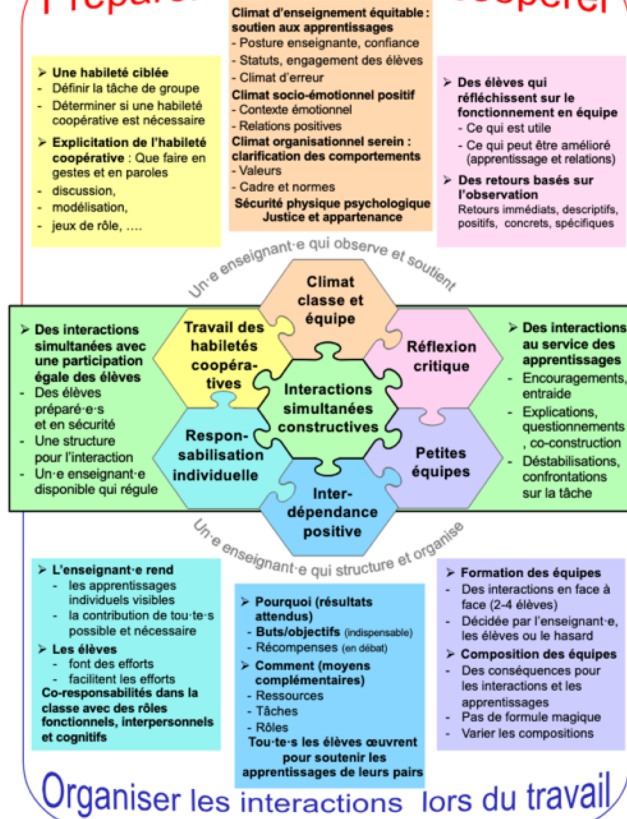 Préparer
coopérer
Climat d'enseignement équitable :
soutien aux apprentissages
- Posture enseignante, confiance
- Statuts, engagement des élèves
- Climat d'erreur
Climat socio-émotionnel positif
- Contexte émotionnel
- Relations positives
Climat organisationnel serein :
clarification des comportements
- Valeurs
- Cadre et normes
Sécurité physique psychologique
Justice et appartenance
➢ Une habileté ciblée
- Définir la tâche de groupe
- Déterminer si une habileté
coopérative est nécessaire
➢ Explicitation de l'habileté
coopérative : Que faire en
gestes et en paroles
- discussion,
- modélisation,
- jeux de rôle, ….
➢ Des élèves qui
réfléchissent sur le
fonctionnement en équipe
- Ce qui est utile
- Ce qui peut être amélioré
(apprentissage et relations)
➢ Des retours basés sur
l'observation
Retours immédiats, descriptifs,
positifs, concrets, spécifiques
Un·e enseignant·e qui observe et soutient
Climat
classe et
équipe
Travail des
habiletés
coopéra-
tives
Réflexion
critique
Interactions
simultanées
constructives
Respon-
sabilisation
individuelle
Petites
équipes
Inter-
dépendance
positive
➢ Des interactions
simultanées avec
une participation
égale des élèves
- Des élèves
préparé·e·s
et en sécurité
- Une structure
pour l'interaction
- Un·e enseignant·e
disponible qui régule
➢ Des interactions
au service des
apprentissages
- Encouragements,
entraide
- Explications,
questionnements
, co-construction
- Déstabilisations,
confrontations
sur la tâche
Un·e enseignant·e qui structure et organise
➢ L'enseignant·e rend
- les apprentissages
individuels visibles
- la contribution de tou·te·s
possible et nécessaire
➢ Les élèves
- font des efforts
- facilitent les efforts
Co-responsabilités dans la
classe avec des rôles
fonctionnels, interpersonnels
et cognitifs
➢ Pourquoi (résultats
attendus)
- Buts/objectifs (indispensable)
- Récompenses (en débat)
➢ Comment (moyens
complémentaires)
- Ressources
- Tâches
- Rôles
Tou·te·s les élèves œuvrent
pour soutenir les
apprentissages de leurs pairs
➢ Formation des équipes
- Des interactions en face à
face (2-4 élèves)
- Décidée par l'enseignant·e,
les élèves ou le hasard
➢ Composition des équipes
- Des conséquences pour
les interactions et les
apprentissages
- Pas de formule magique
- Varier les compositions
Organiser les interactions lors du travail